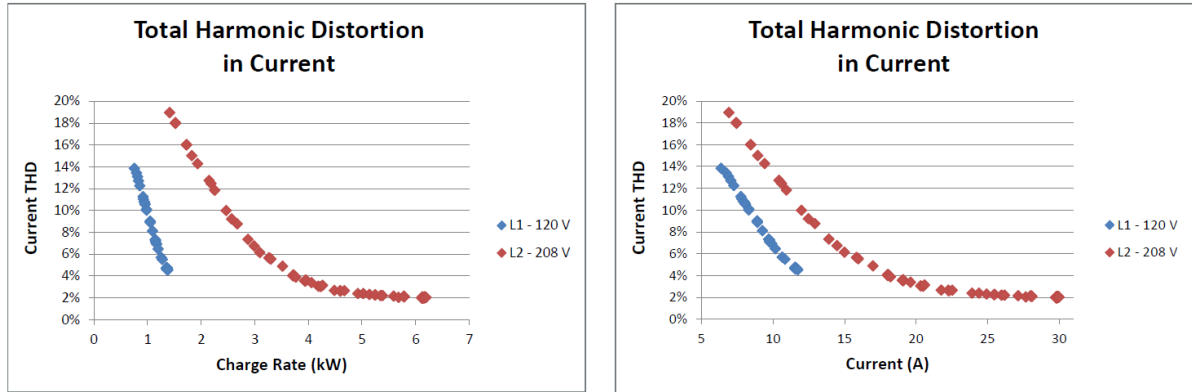 Total Harmonic Distortion
in Current
20%
18%
16%
14%
12%
10%
8%
6%
4%
2%
0%
Current THD
0 1 2 3 4 5 6 7
Charge Rate (kW)
L1 - 120 V
L2 - 208 V
Total Harmonic Distortion
in Current
20%
18%
16%
14%
12%
10%
8%
6%
4%
2%
0%
Current THD
5 10 15 20 25 30
Current (A)
L1 - 120 V
L2 - 208 V